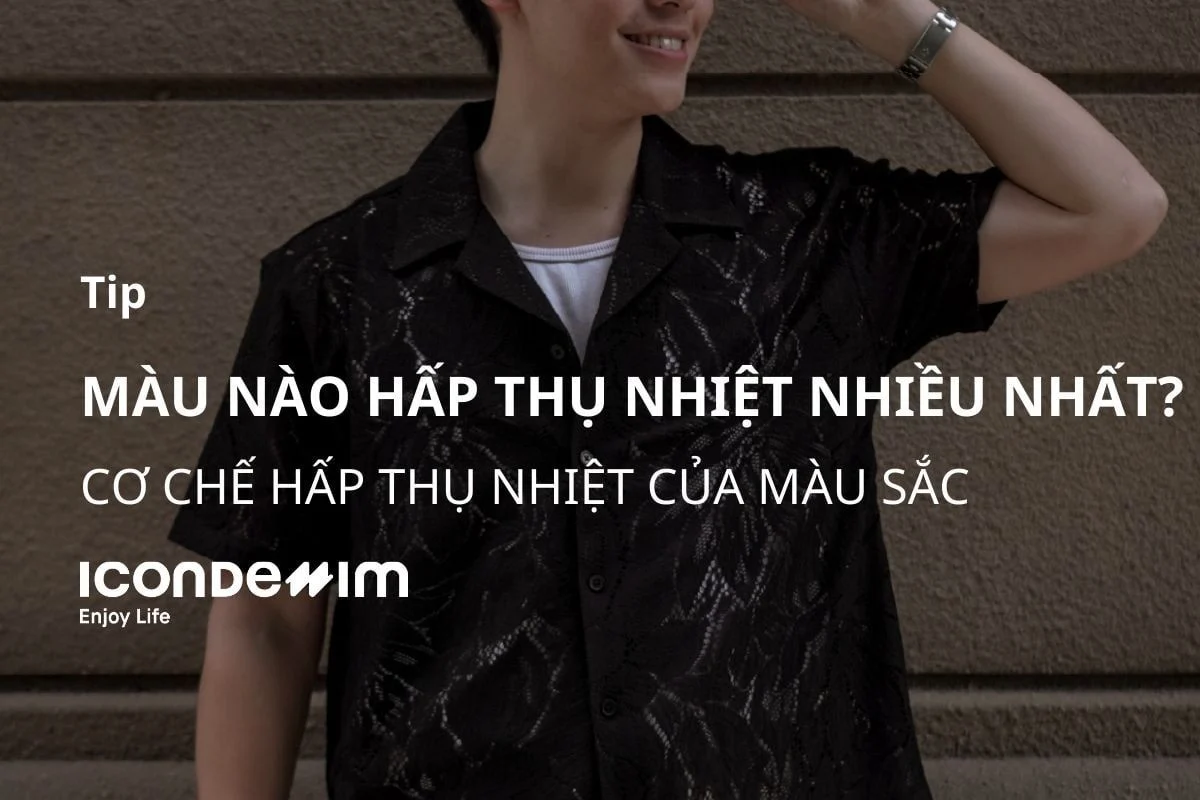 Tip
MÀU NÀO HẤP THỤ NHIỆT NHIỀU NHẤT?
CƠ CHẾ HẤP THỤ NHIỆT CỦA MÀU SẮC
ICONDENIM
Enjoy Life